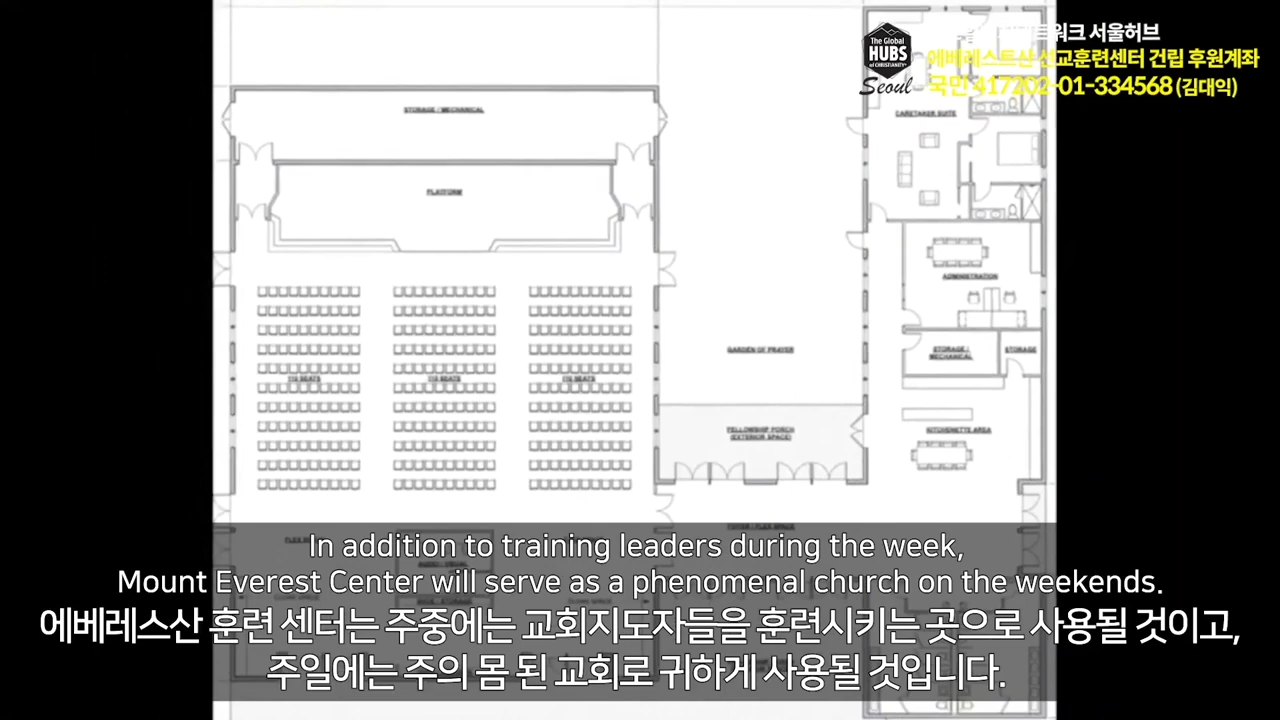 The Global
HUBS
of CHRISTIANITY
Seoul
서울허브
에베레스트산 선교훈련센터 건립 후원계좌
국민 417202-01-334568 (김대익)
STORAGE / MECHANICAL
PLATFORM
CARETAKER SUITE
ADMINISTRATION
STORAGE /
MECHANICAL
STORAGE
GARDEN OF PRAYER
FELLOWSHIP PORCH
(EXTERIOR SPACE)
KITCHENETTE AREA
In addition to training leaders during the week,
Mount Everest Center will serve as a phenomenal church on the weekends.
에베레스산 훈련 센터는 주중에는 교회지도자들을 훈련시키는 곳으로 사용될 것이고,
주일에는 주의 몸 된 교회로 귀하게 사용될 것입니다.